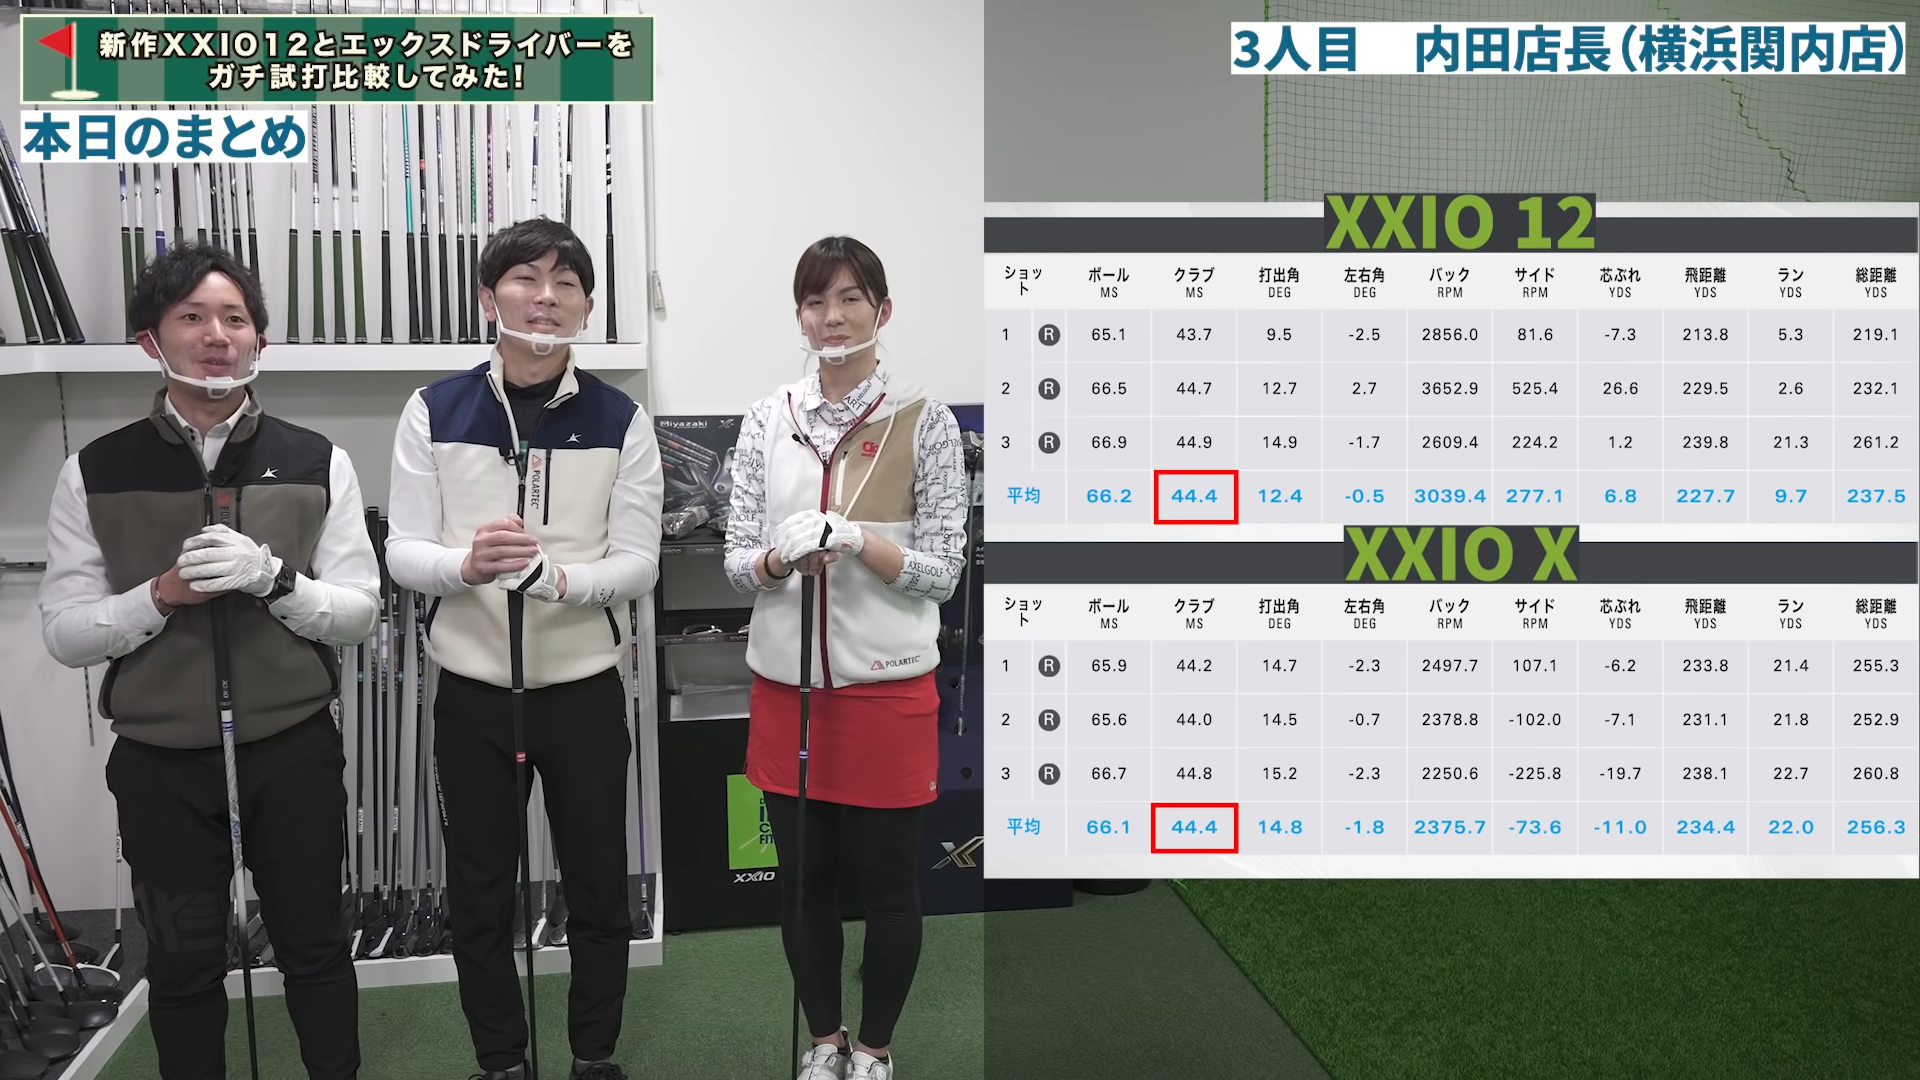 新作XXIO12とエックスドライバーを
ガチ試打比較してみた!
本日のまとめ
3人目 内田店長(横浜関内店)
XXIO 12
ショット ボール MS クラブ MS 打出角 DEG 左右角 DEG バック RPM サイド RPM 芯ぶれ YDS 飛距離 YDS ラン YDS 総距離 YDS
1 R 65.1 43.7 9.5 -2.5 2856.0 81.6 -7.3 213.8 5.3 219.1
2 R 66.5 44.7 12.7 2.7 3652.9 525.4 26.6 229.5 2.6 232.1
3 R 66.9 44.9 14.9 -1.7 2609.4 224.2 1.2 239.8 21.3 261.2
平均 66.2 44.4 12.4 -0.5 3039.4 277.1 6.8 227.7 9.7 237.5
XXIO X
ショット ボール MS クラブ MS 打出角 DEG 左右角 DEG バック RPM サイド RPM 芯ぶれ YDS 飛距離 YDS ラン YDS 総距離 YDS
1 R 65.9 44.2 14.7 -2.3 2497.7 107.1 -6.2 233.8 21.4 255.3
2 R 65.6 44.0 14.5 -0.7 2378.8 -102.0 -7.1 231.1 21.8 252.9
3 R 66.7 44.8 15.2 -2.3 2250.6 -225.8 -19.7 238.1 22.7 260.8
平均 66.1 44.4 14.8 -1.8 2375.7 -73.6 -11.0 234.4 22.0 256.3
Miyazaki
POLARTEC
POLARTEC
AXELGOLF
XXIO